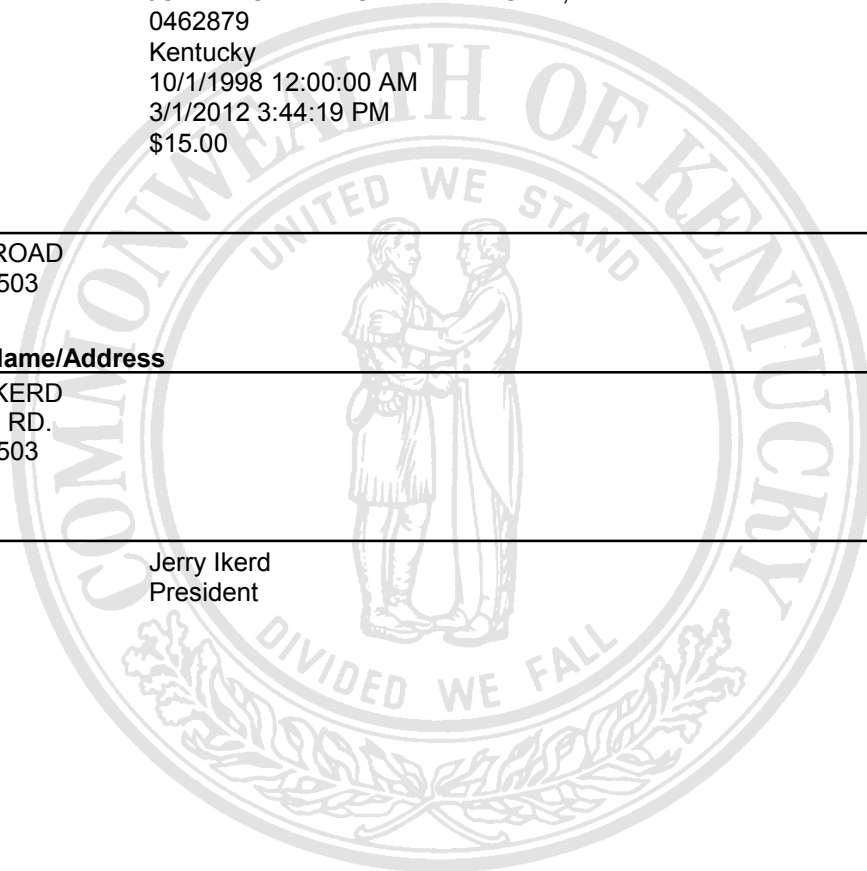 0462879
Kentucky
10/1/1998 12:00:00 AM
3/1/2012 3:44:19 PM
$15.00
ROAD
503
ame/Address
KERD
RD.
503
Jerry Ikerd
President
COMMONWEALTH OF KENTUCKY
UNITED WE STAND
DIVIDED WE FALL